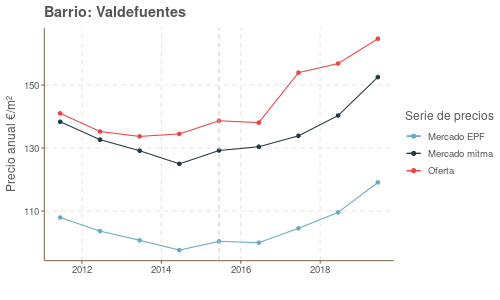 Barrio: Valdefuentes
Precio anual €/m²
150
130
110
2012
2014
2016
2018
Serie de precios
Mercado EPF
Mercado mitma
Oferta